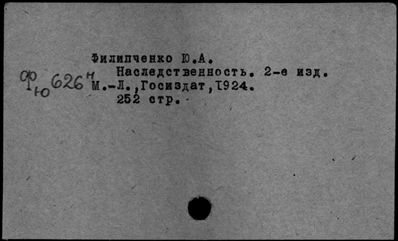 Филипченко Ю.А.
Наследственность. 2-е изд.
М.-Л.,Госиздат,1924.
252 стр.
Ф 626
Ю